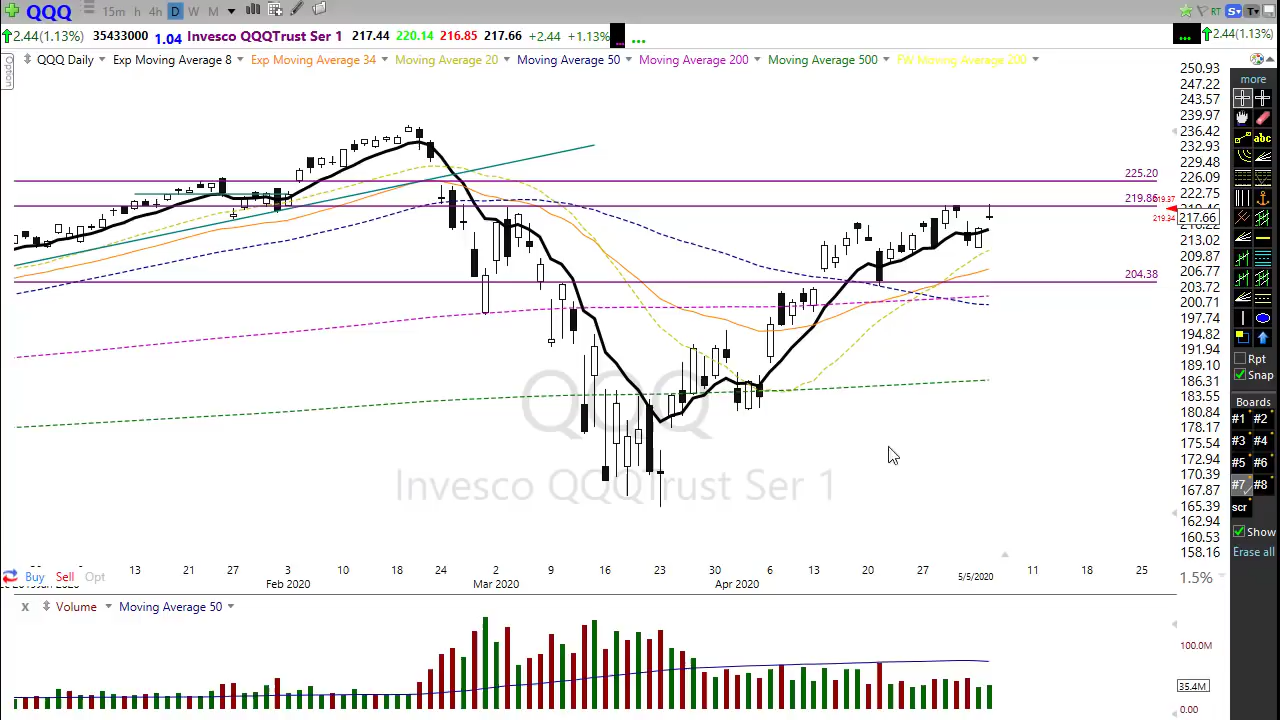 QQQ 15m h 4h D W M
2.44(1.13%) 35433000 1.04 Invesco QQQTrust Ser 1 217.44 220.14 216.85 217.66 +2.44 +1.13% ... ... 2.44(1.13%)
Option
QQQ Daily Exp Moving Average 8 Exp Moving Average 34 Moving Average 20 Moving Average 50 Moving Average 200 Moving Average 500 FW Moving Average 200
RT S T
more
abc
250.93
247.22
243.57
239.97
236.42
232.93
229.48
226.09
222.75
217.66
213.02
209.87
206.77
203.72
200.71
197.74
194.82
191.94
189.10
186.31
183.55
180.84
178.17
175.54
172.94
170.39
167.87
165.39
162.94
160.53
158.16
225.20
219.86
219.34
204.38
QQQ
Invesco QQQTrust Ser 1
Rpt
Snap
Boards
#1 #2
#3 #4
#5 #6
#7 #8
scr
Show
Erase all
13 21 27 3 10 18 24 2 9 16 23 30 6 13 20 27 5/5/2020 11 18 25
Feb 2020 Mar 2020 Apr 2020
Buy Sell Opt
1.5%
x Volume Moving Average 50
100.0M
35.4M
0.00